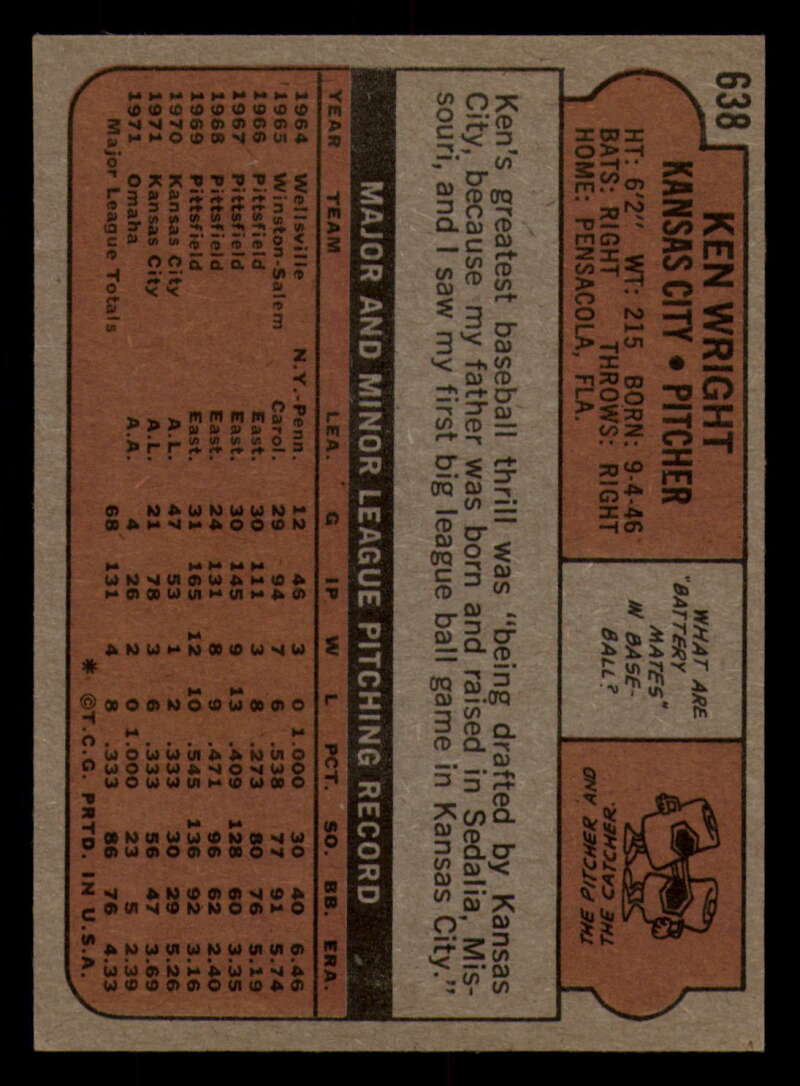 638
KEN WRIGHT
KANSAS CITY • PITCHER
HT: 6'2" WT: 215 BORN: 9-4-46
BATS: RIGHT THROWS: RIGHT
HOME: PENSACOLA, FLA.
WHAT ARE
"BATTERY
MATES"
IN BASE-
BALL?
THE PITCHER AND
THE CATCHER.
Ken's greatest baseball thrill was "being drafted by Kansas
City, because my father was born and raised in Sedalia, Mis-
souri, and I saw my first big league ball game in Kansas City."
MAJOR AND MINOR LEAGUE PITCHING RECORD
YEAR TEAM LEA. G IP W L PCT. SO. BB. ERA.
1964 Wellsville N.Y.-Penn. 12 46 3 0 1.000 30 40 6.46
1965 Winston-Salem Carol. 29 94 7 6 .538 77 91 5.74
1966 Pittsfield East. 30 111 3 8 .273 80 76 5.19
1967 Pittsfield East. 30 145 9 13 .409 128 60 3.35
1968 Pittsfield East. 24 131 8 9 .471 96 62 2.40
1969 Pittsfield East. 31 165 12 10 .545 136 92 3.16
1970 Kansas City A.L. 47 53 1 2 .333 30 29 5.26
1971 Kansas City A.L. 21 78 3 6 .333 56 47 3.69
1971 Omaha A.A. 4 26 2 0 1.000 23 5 2.39
Major League Totals 68 131 4 8 .333 86 76 4.33
* ©T.C.G. PRTD. IN U.S.A.